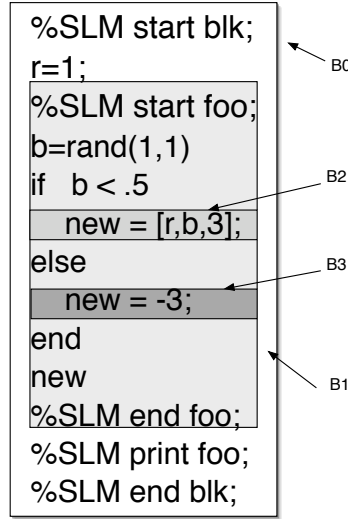 %SLM start blk;
r=1;
%SLM start foo;
b=rand(1,1)
if b < .5
new = [r,b,3];
else
new = -3;
end
new
%SLM end foo;
%SLM print foo;
%SLM end blk;
B0
B2
B3
B1